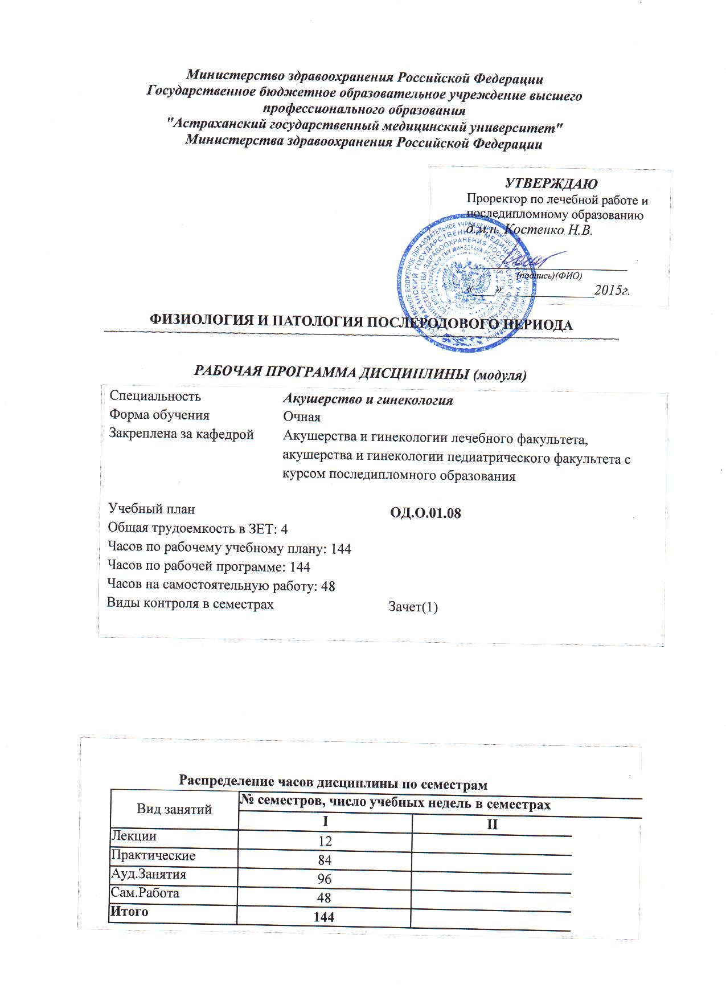 Министерство здравоохранения Российской Федерации
Государственное бюджетное образовательное учреждение высшего
профессионального образования
"Астраханский государственный медицинский университет"
Министерства здравоохранения Российской Федерации
УТВЕРЖДАЮ
Проректор по лечебной работе и
последипломному образованию
д.м.н. Костенко Н.В.
(подпись)(ФИО)
«___»_____________2015г.
ФИЗИОЛОГИЯ И ПАТОЛОГИЯ ПОСЛЕРОДОВОГО ПЕРИОДА
РАБОЧАЯ ПРОГРАММА ДИСЦИПЛИНЫ (модуля)
Специальность Акушерство и гинекология
Форма обучения Очная
Закреплена за кафедрой Акушерства и гинекологии лечебного факультета,
акушерства и гинекологии педиатрического факультета с
курсом последипломного образования
Учебный план ОД.О.01.08
Общая трудоемкость в ЗЕТ: 4
Часов по рабочему учебному плану: 144
Часов по рабочей программе: 144
Часов на самостоятельную работу: 48
Виды контроля в семестрах Зачет(1)
Распределение часов дисциплины по семестрам
Вид занятий № семестров, число учебных недель в семестрах
I II
Лекции 12
Практические 84
Ауд.Занятия 96
Сам.Работа 48
Итого 144